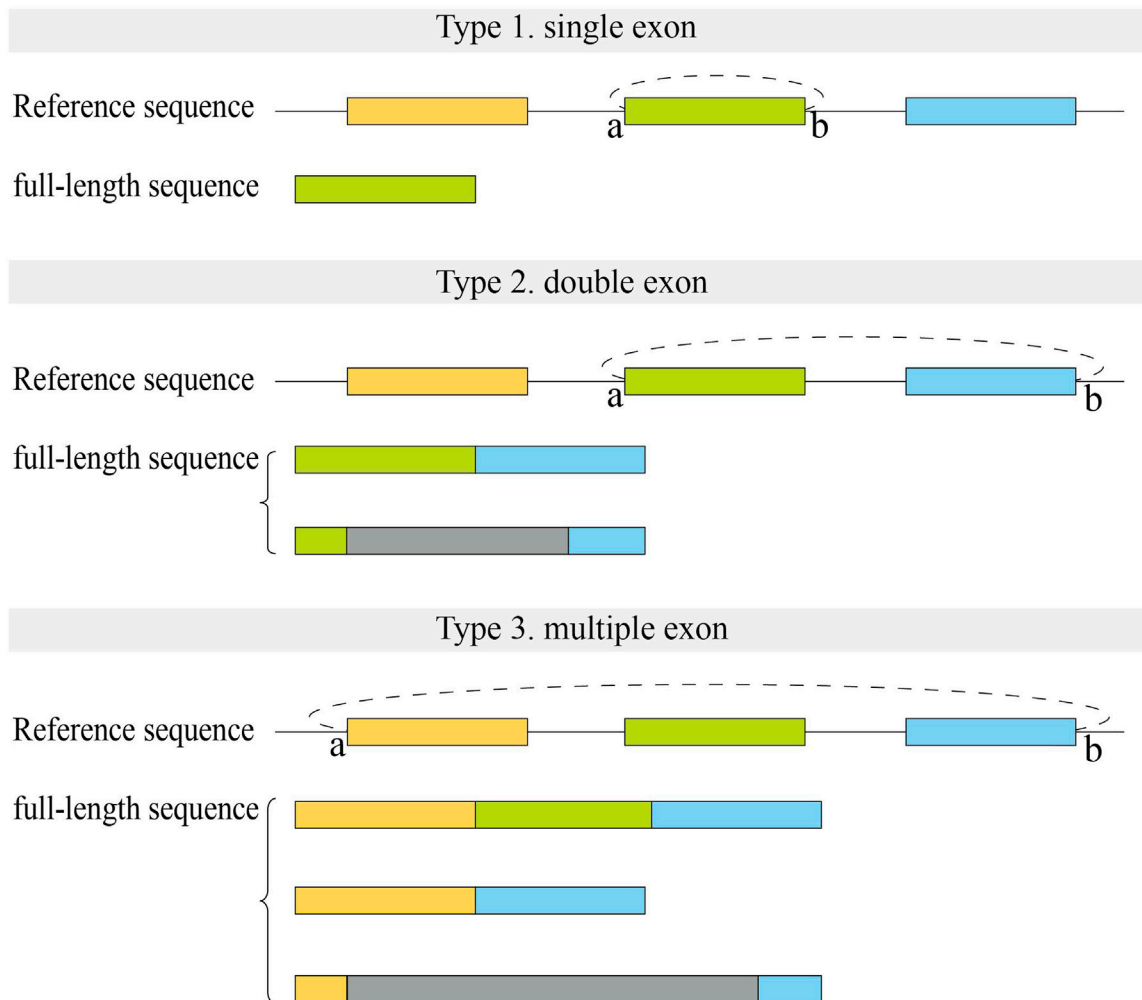 Type 1. single exon
Reference sequence
a b
full-length sequence
Type 2. double exon
Reference sequence
a b
full-length sequence
Type 3. multiple exon
Reference sequence
a b
full-length sequence